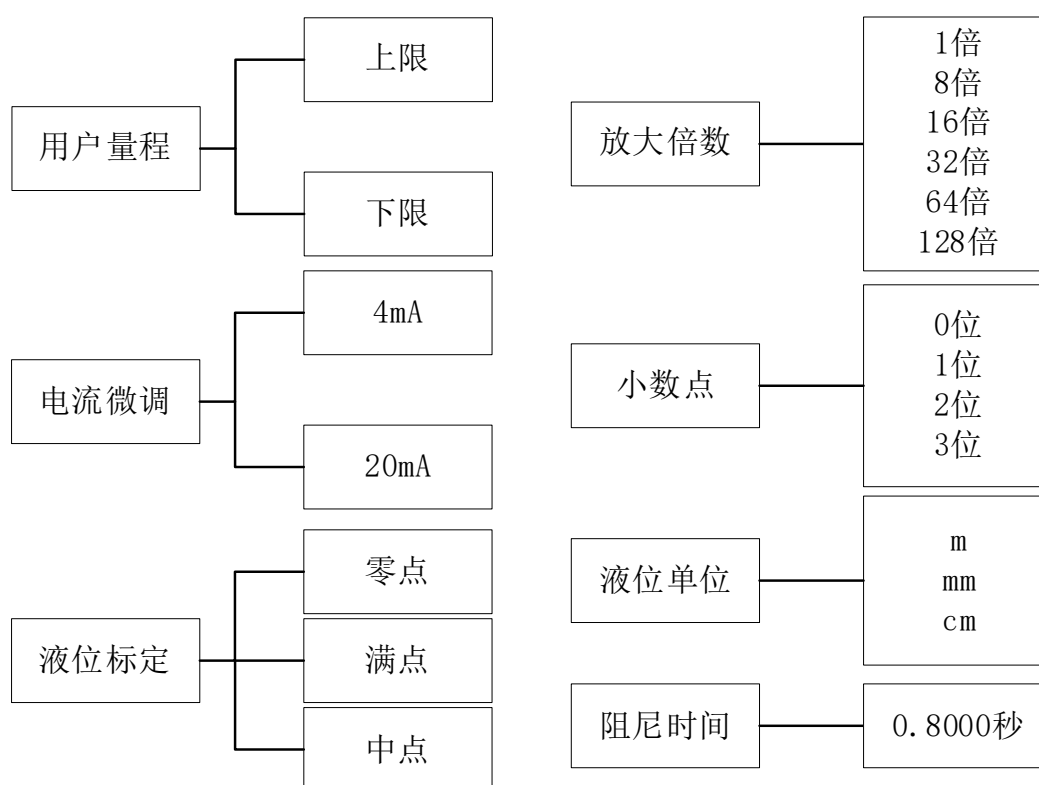 用户量程
上限
下限
电流微调
4mA
20mA
液位标定
零点
满点
中点
放大倍数
1倍
8倍
16倍
32倍
64倍
128倍
小数点
0位
1位
2位
3位
液位单位
m
mm
cm
阻尼时间
0.8000秒